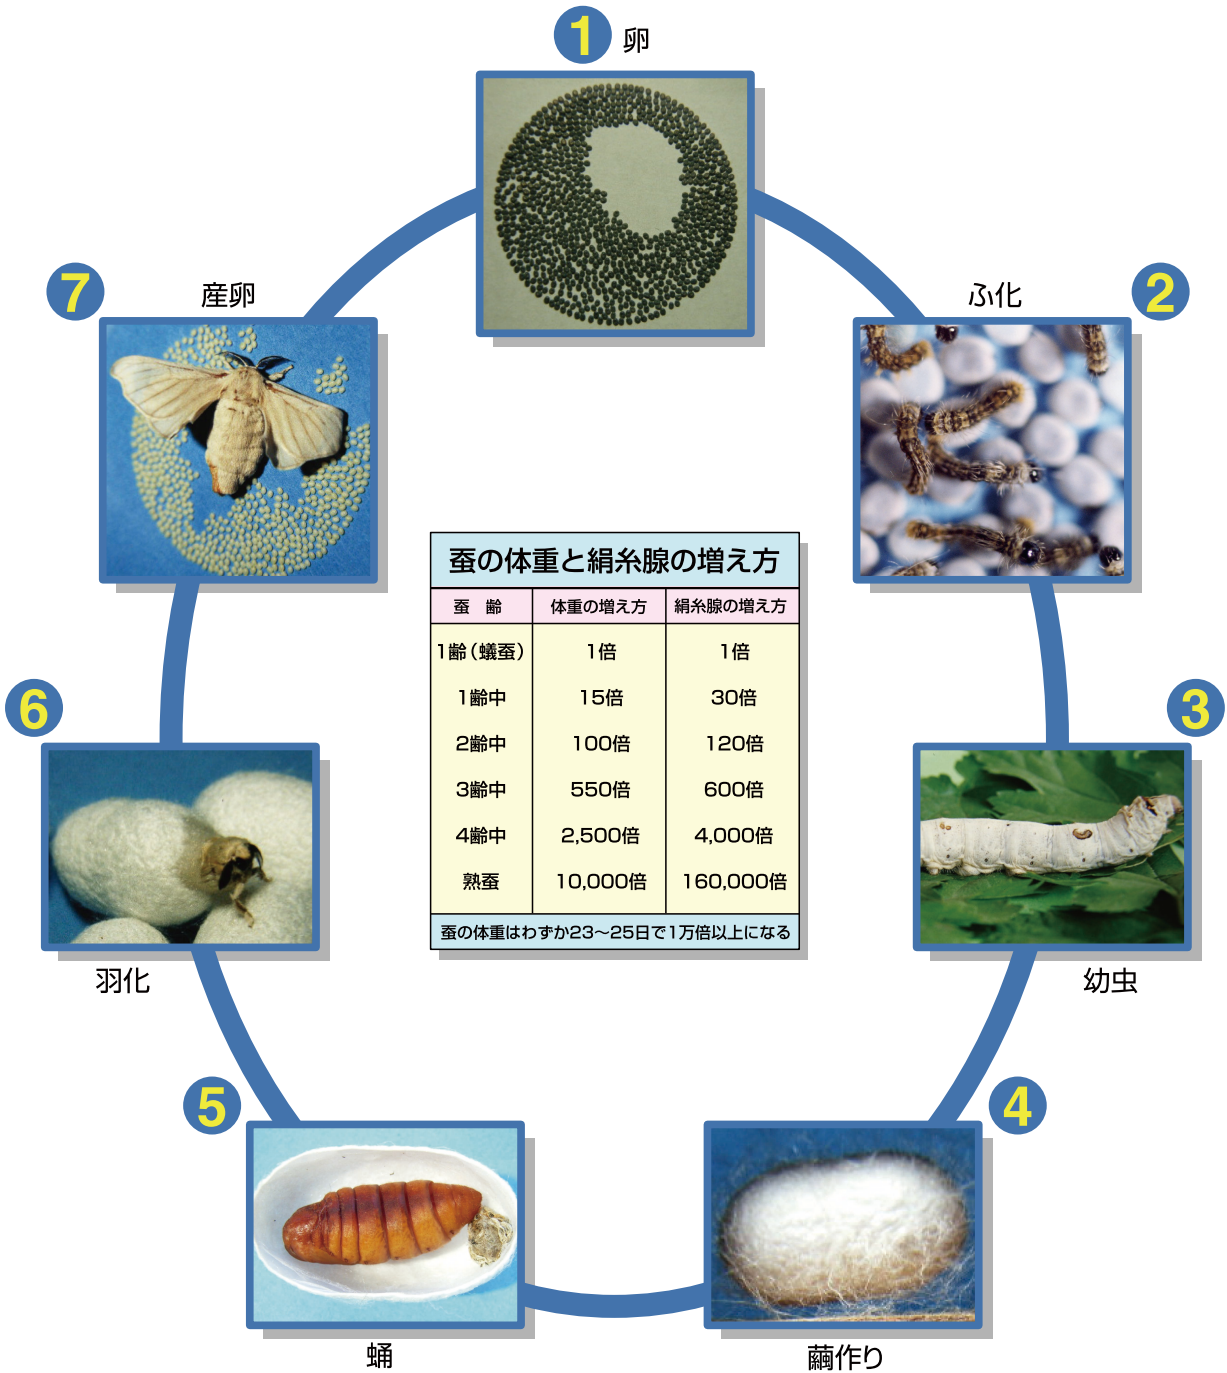 1 卵
2 ふ化
3 幼虫
4 繭作り
5 蛹
6 羽化
7 産卵
蚕の体重と絹糸腺の増え方
蚕 齢 体重の増え方 絹糸腺の増え方
1齢(蟻蚕) 1倍 1倍
1齢中 15倍 30倍
2齢中 100倍 120倍
3齢中 550倍 600倍
4齢中 2,500倍 4,000倍
熟蚕 10,000倍 160,000倍
蚕の体重はわずか23〜25日で1万倍以上になる